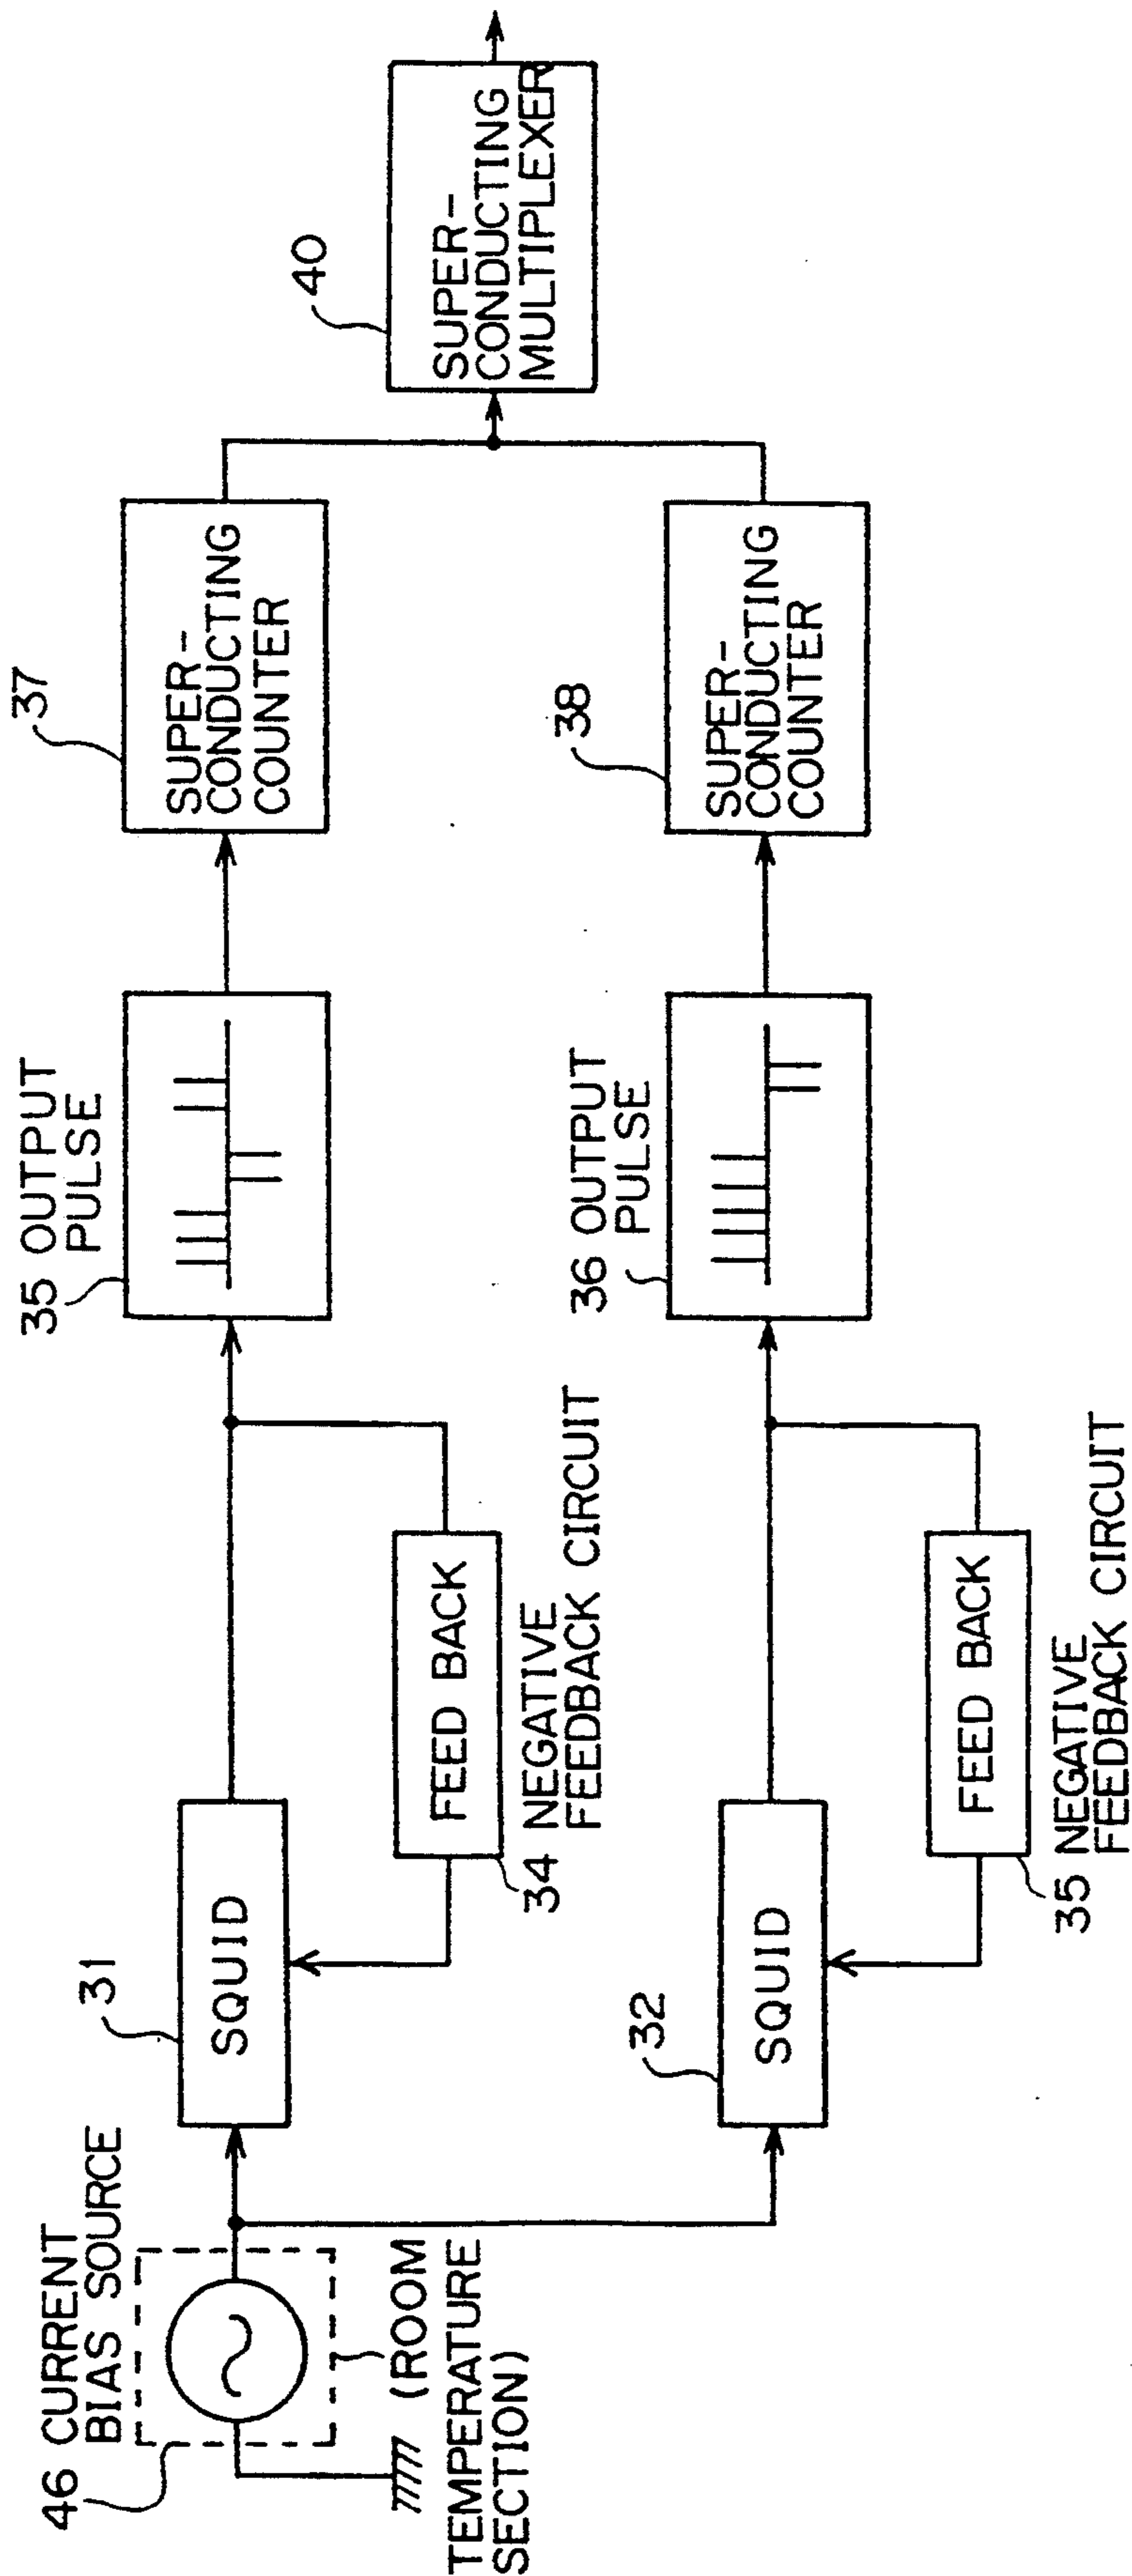 46 CURRENT
BIAS SOURCE
(ROOM
TEMPERATURE
SECTION)
31
SQUID
FEED BACK
34 NEGATIVE
FEEDBACK CIRCUIT
35 OUTPUT
PULSE
37
SUPER-
CONDUCTING
COUNTER
32
SQUID
FEED BACK
35 NEGATIVE
FEEDBACK CIRCUIT
36 OUTPUT
PULSE
38
SUPER-
CONDUCTING
COUNTER
40
SUPER-
CONDUCTING
MULTIPLEXER